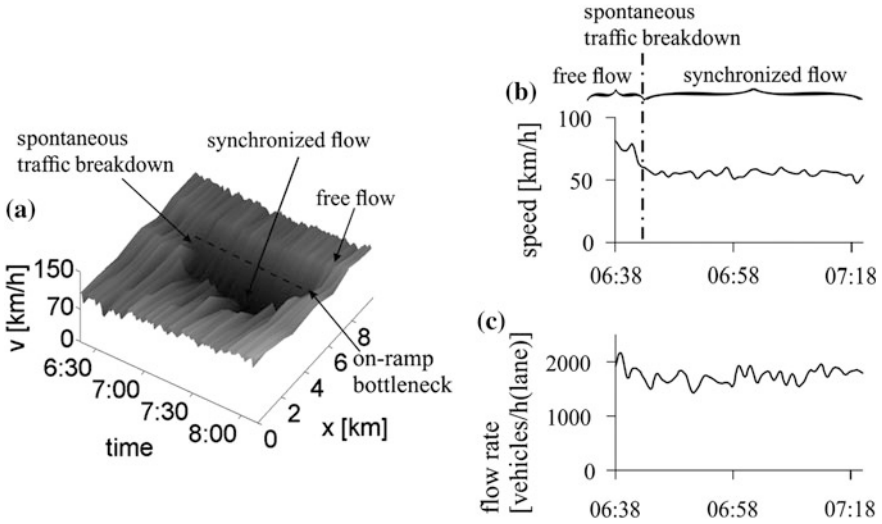 (a)
spontaneous
traffic breakdown
synchronized flow
free flow
v [km/h]
150
70
0
6:30
7:00
7:30
8:00
time
0
2
4
6
8
x [km]
on-ramp
bottleneck
spontaneous
traffic breakdown
free flow
synchronized flow
(b)
speed [km/h]
100
50
0
06:38
06:58
07:18
(c)
flow rate
[vehicles/h(lane)]
2000
1000
0
06:38
06:58
07:18